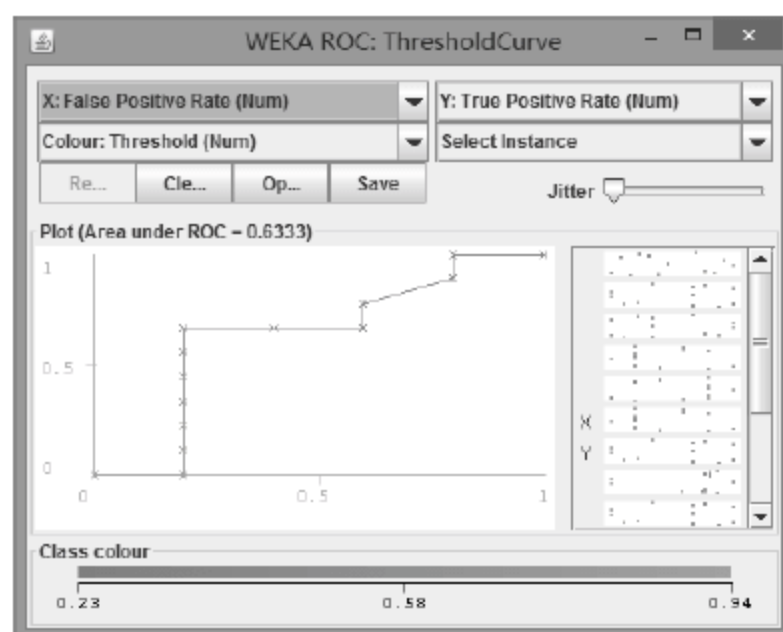 WEKA ROC: ThresholdCurve
X: False Positive Rate (Num)
Y: True Positive Rate (Num)
Colour: Threshold (Num)
Select Instance
Re...
Cle...
Op...
Save
Jitter
Plot (Area under ROC = 0.6333)
1
0.5
0
0
0.5
1
X
Y
Class colour
0.23
0.58
0.94